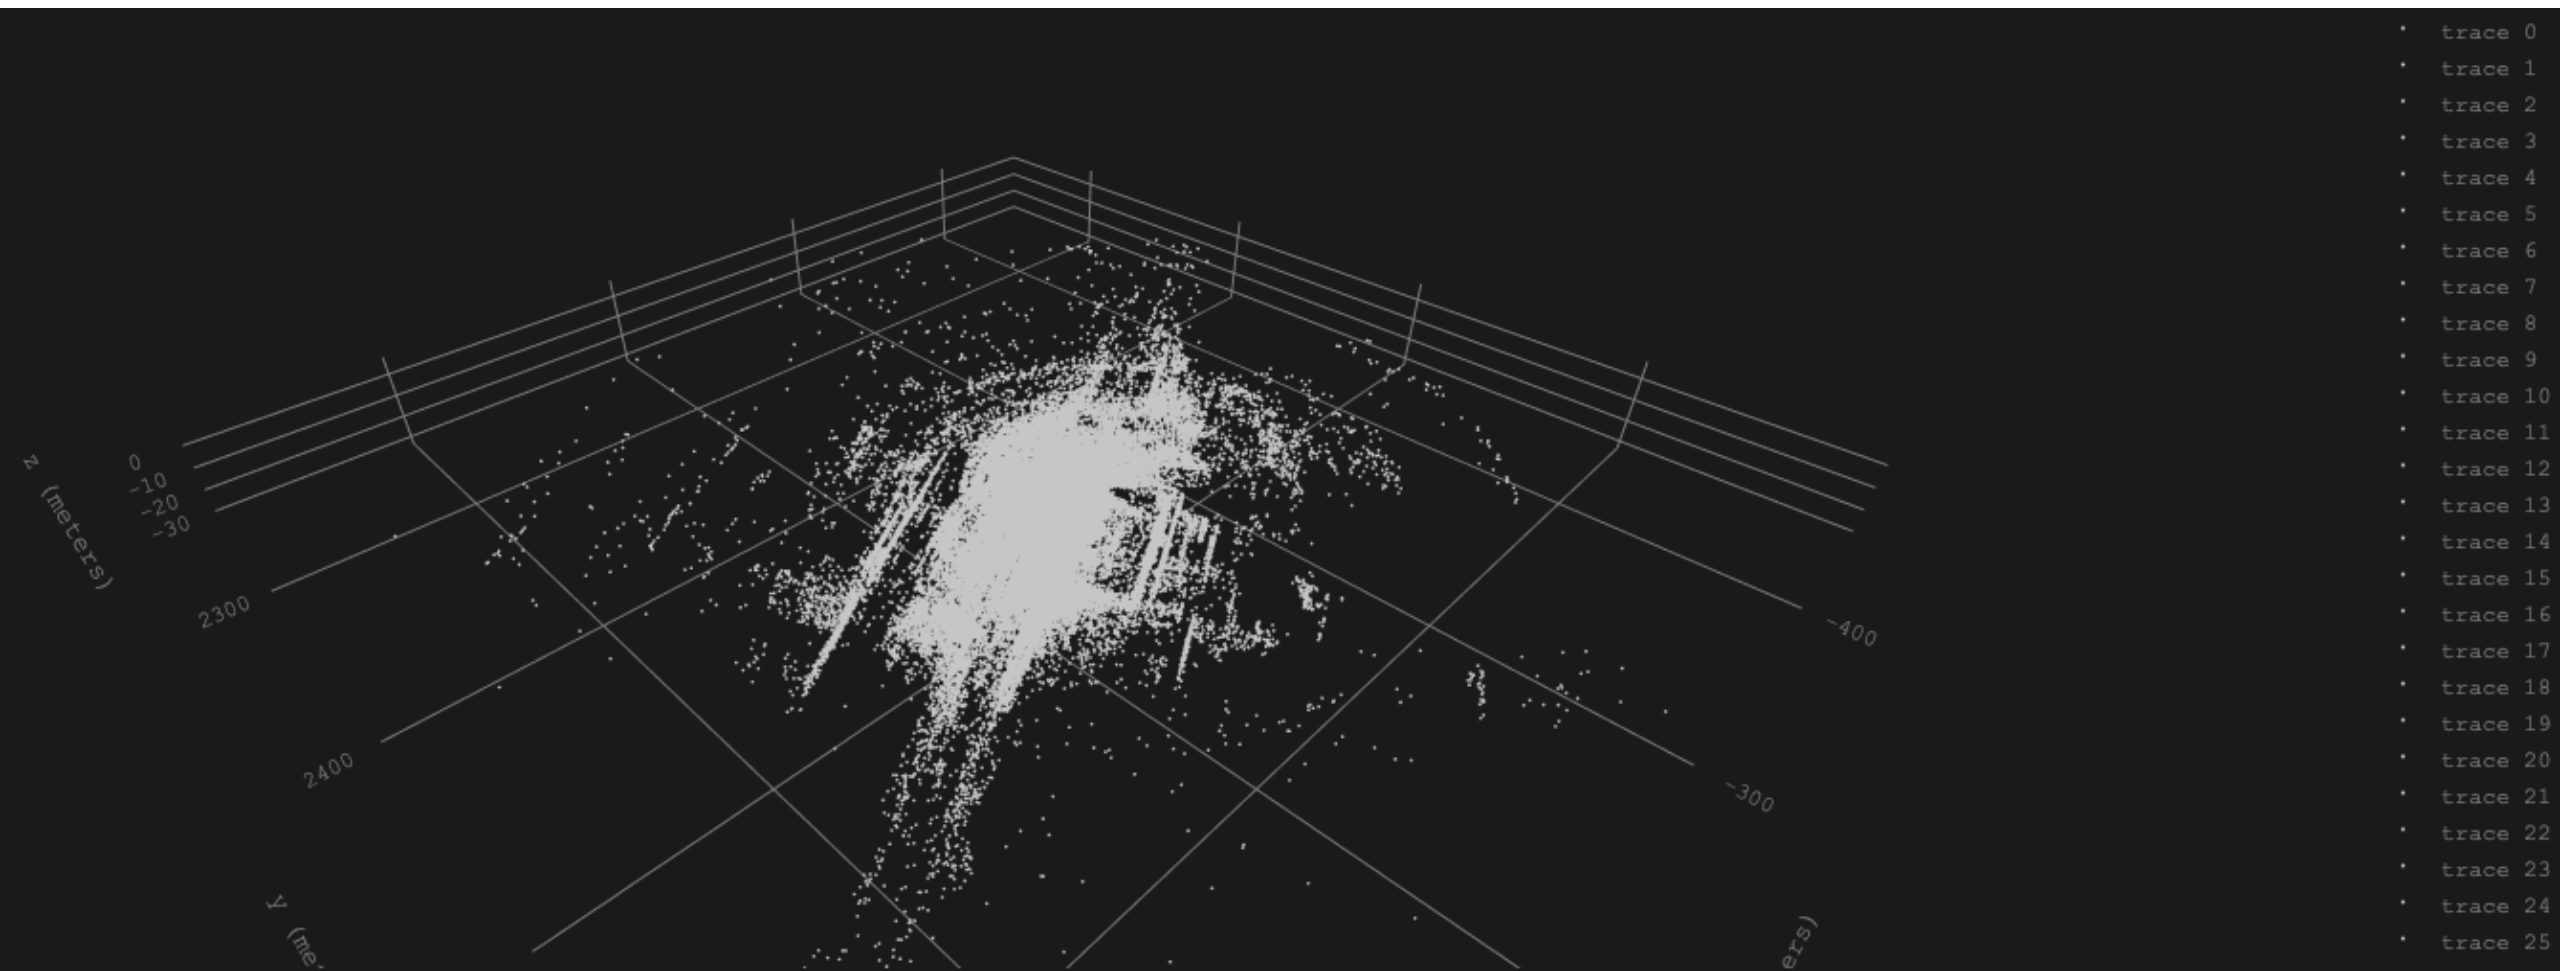 trace 0
trace 1
trace 2
trace 3
trace 4
trace 5
trace 6
trace 7
trace 8
trace 9
trace 10
trace 11
trace 12
trace 13
trace 14
trace 15
trace 16
trace 17
trace 18
trace 19
trace 20
trace 21
trace 22
trace 23
trace 24
trace 25
0
-10
-20
-30
z (meters)
2300
2400
y (me
-400
-300
ers)